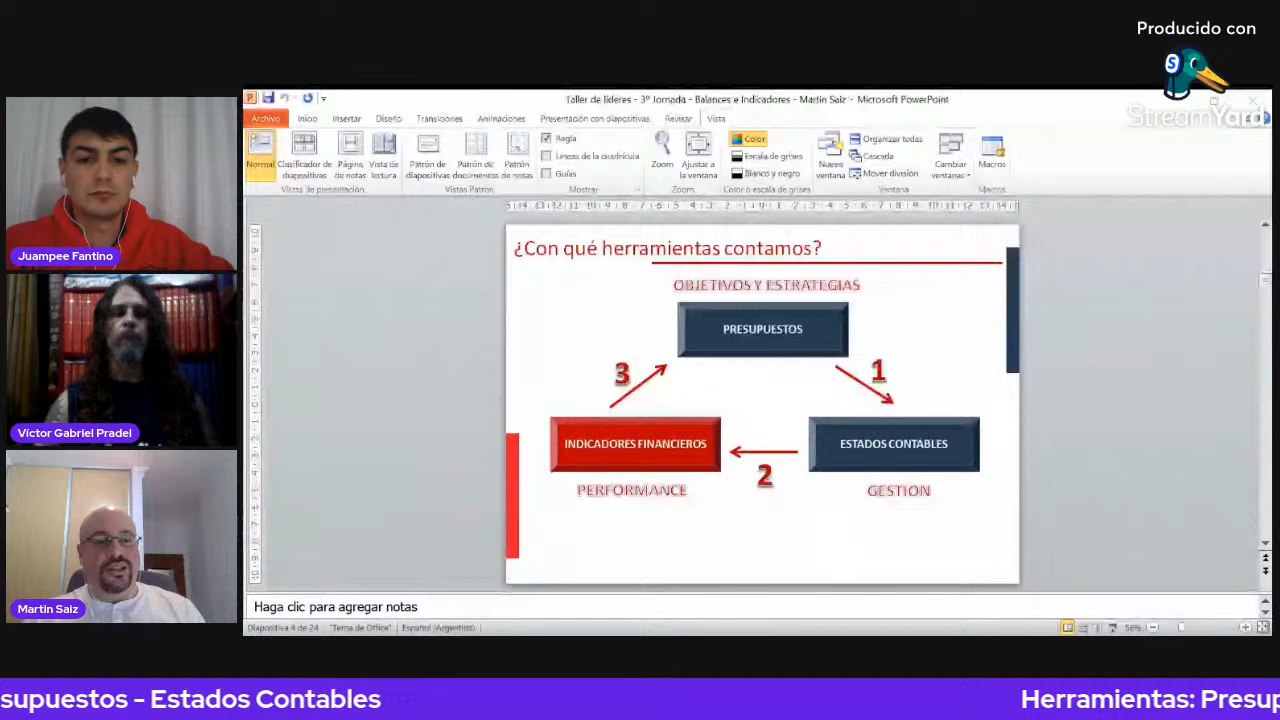 Producido con
StreamYard
Juampee Fantino
Víctor Gabriel Pradel
Martin Saiz
Taller de lideres - 3º Jornada - Balances e Indicadores - Martin Saiz - Microsoft PowerPoint
Archivo Inicio Insertar Diseño Transiciones Animaciones Presentación con diapositivas Revisar Vista
Normal
Clasificador de diapositivas
Página de notas
Vista de lectura
Patrón de diapositivas
Patrón de documentos
Patrón de notas
Regla
Líneas de la cuadrícula
Guías
Zoom
Ajustar a la ventana
Color
Escala de grises
Blanco y negro
Nueva ventana
Organizar todas
Cascada
Mover división
Cambiar ventanas
Macros
Vistas de presentación
Vistas Patrón
Mostrar
Zoom
Color o escala de grises
Ventana
Macros
¿Con qué herramientas contamos?
OBJETIVOS Y ESTRATEGIAS
PRESUPUESTOS
3
1
INDICADORES FINANCIEROS
ESTADOS CONTABLES
2
PERFORMANCE
GESTION
Haga clic para agregar notas
Diapositiva 4 de 24 "Tema de Office" Español (Argentina) 56%
supuestos - Estados Contables
Herramientas: Presup